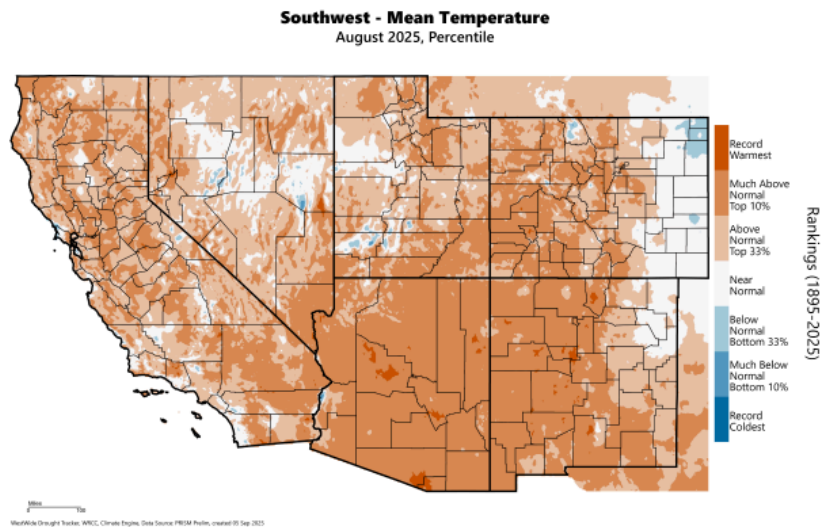 Southwest - Mean Temperature
August 2025, Percentile
Record
Warmest
Much Above
Normal
Top 10%
Above
Normal
Top 33%
Near
Normal
Below
Normal
Bottom 33%
Much Below
Normal
Bottom 10%
Record
Coldest
Rankings (1895-2025)
Miles
0 100
WestWide Drought Tracker, WRCC, Climate Engine, Data Source: PRISM Prelim, created 05 Sep 2025